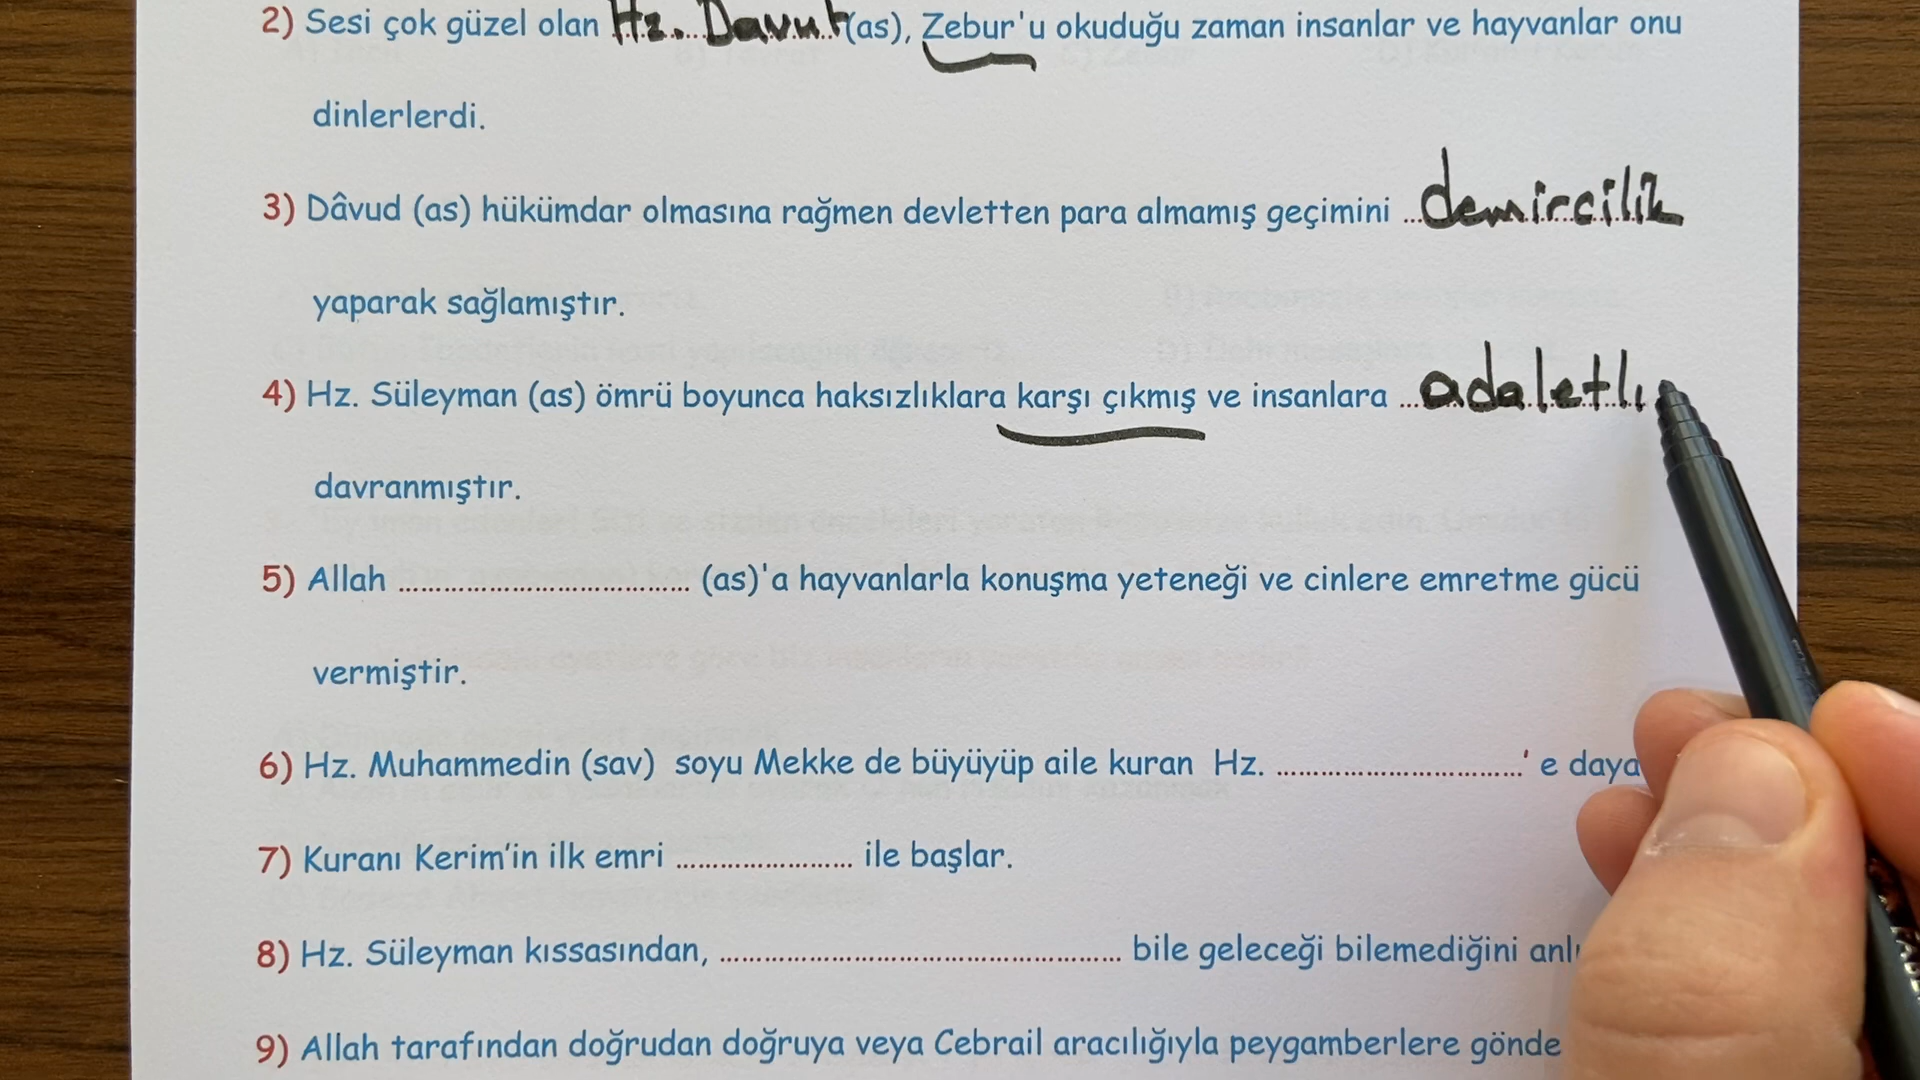 2) Sesi çok güzel olan Hz. Davut (as), Zebur'u okuduğu zaman insanlar ve hayvanlar onu
dinlerlerdi.
3) Dâvud (as) hükümdar olmasına rağmen devletten para almamış geçimini ...demircilik
yaparak sağlamıştır.
4) Hz. Süleyman (as) ömrü boyunca haksızlıklara karşı çıkmış ve insanlara ...adaletli
davranmıştır.
5) Allah ........................................ (as)'a hayvanlarla konuşma yeteneği ve cinlere emretme gücü
vermiştir.
6) Hz. Muhammedin (sav) soyu Mekke de büyüyüp aile kuran Hz. ..................................' e daya
7) Kuranı Kerim'in ilk emri ........................ ile başlar.
8) Hz. Süleyman kıssasından, ....................................................... bile geleceği bilemediğini anlı
9) Allah tarafından doğrudan doğruya veya Cebrail aracılığıyla peygamberlere gönde